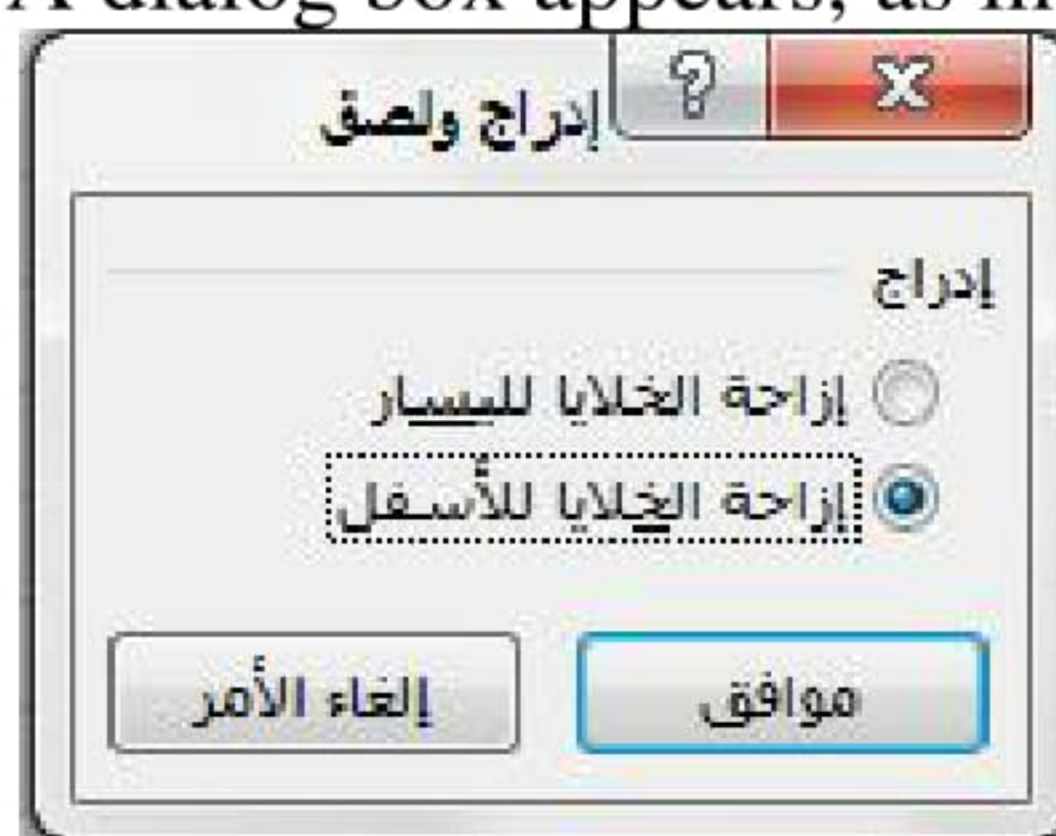 A dialog box appears, as in
إدراج ولصق
إدراج
إزاحة الخلايا لليسار
إزاحة الخلايا للأسفل
موافق
إلغاء الأمر